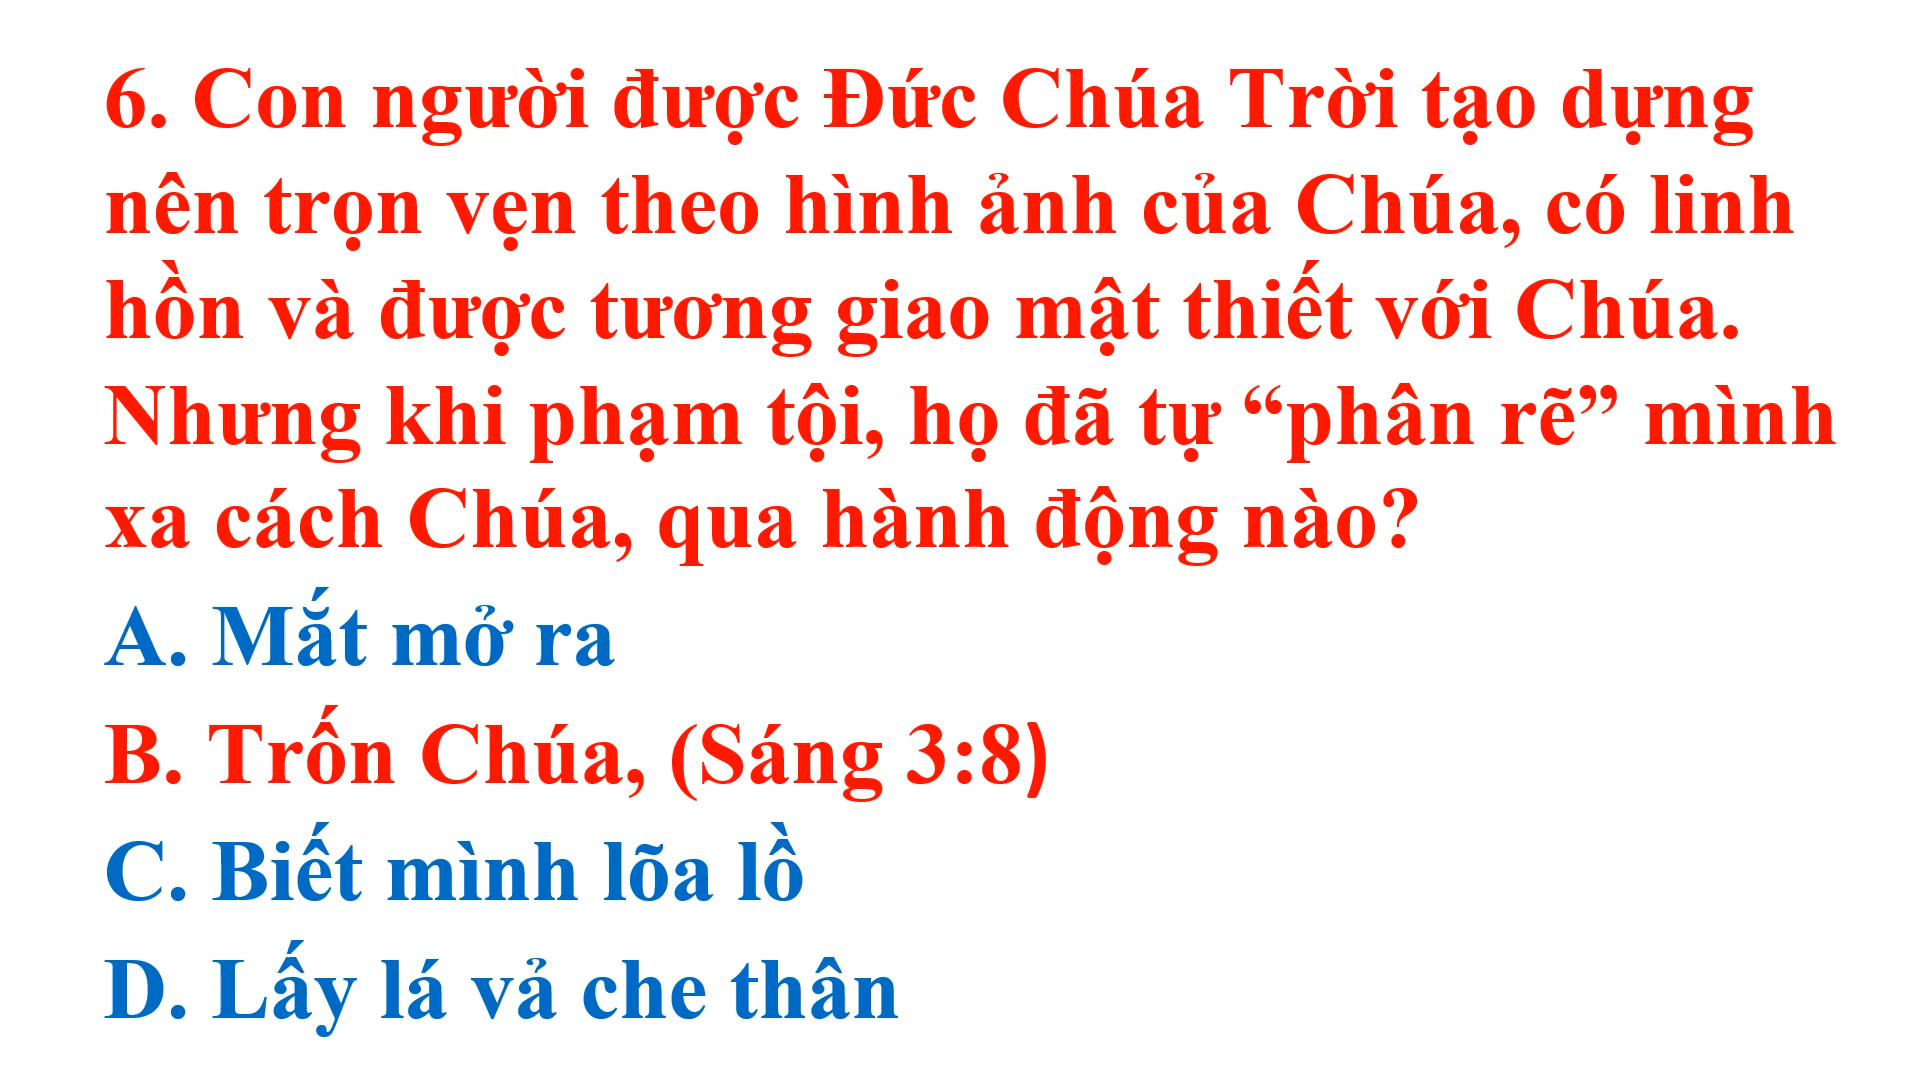 6. Con người được Đức Chúa Trời tạo dựng
nên trọn vẹn theo hình ảnh của Chúa, có linh
hồn và được tương giao mật thiết với Chúa.
Nhưng khi phạm tội, họ đã tự “phân rẽ” mình
xa cách Chúa, qua hành động nào?
A. Mắt mở ra
B. Trốn Chúa, (Sáng 3:8)
C. Biết mình lõa lồ
D. Lấy lá vả che thân